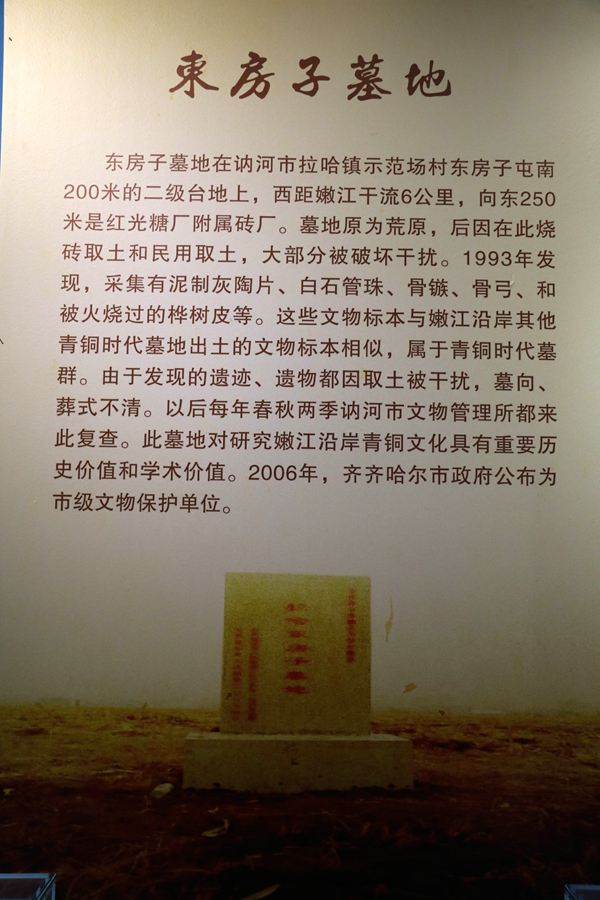 東房子墓地
东房子墓地在讷河市拉哈镇示范场村东房子屯南
200米的二级台地上，西距嫩江干流6公里，向东250
米是红光糖厂附属砖厂。墓地原为荒原，后因在此烧
砖取土和民用取土，大部分被破坏干扰。1993年发
现，采集有泥制灰陶片、白石管珠、骨镞、骨弓、和
被火烧过的桦树皮等。这些文物标本与嫩江沿岸其他
青铜时代墓地出土的文物标本相似，属于青铜时代墓
群。由于发现的遗迹、遗物都因取土被干扰，墓向、
葬式不清。以后每年春秋两季讷河市文物管理所都来
此复查。此墓地对研究嫩江沿岸青铜文化具有重要历
史价值和学术价值。2006年，齐齐哈尔市政府公布为
市级文物保护单位。